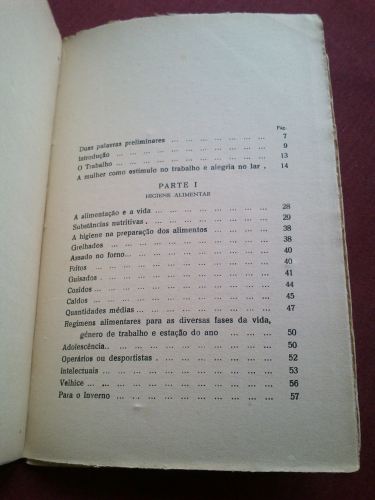 Pág.
Duas palavras preliminares ... ... ... ... ... ... ... 7
Introdução ... ... ... ... ... ... ... ... ... ... 9
O Trabalho ... ... ... ... ... ... ... ... ... ... 13
A mulher como estímulo no trabalho e alegria no lar . 14
PARTE I
HIGIENE ALIMENTAR
A alimentação e a vida ... ... ... ... ... ... ... 28
Substâncias nutritivas . ... ... ... ... ... ... ... 29
A higiene na preparação dos alimentos ... ... ... 38
Grelhados ... ... ... ... ... ... ... ... ... ... 38
Assado no forno... ... ... ... ... ... ... ... ... 40
Fritos ... ... ... ... ... ... ... ... ... ... ... 40
Guisados ... ... ... ... ... ... ... ... ... ... 41
Cozidos ... ... ... ... ... ... ... ... ... ... 44
Caldos ... ... ... ... ... ... ... ... ... ... 45
Quantidades médias ... ... ... ... ... ... ... ... 47
Regimens alimentares para as diversas fases da vida,
género de trabalho e estação do ano ... ... ... 50
Adolescência.. ... ... ... ... ... ... ... ... ... 50
Operários ou desportistas . ... ... ... ... ... ... 52
Intelectuais ... ... ... ... ... ... ... ... ... 53
Velhice ... ... ... ... ... ... ... ... ... ... 56
Para o Inverno ... ... ... ... ... ... ... ... ... 57